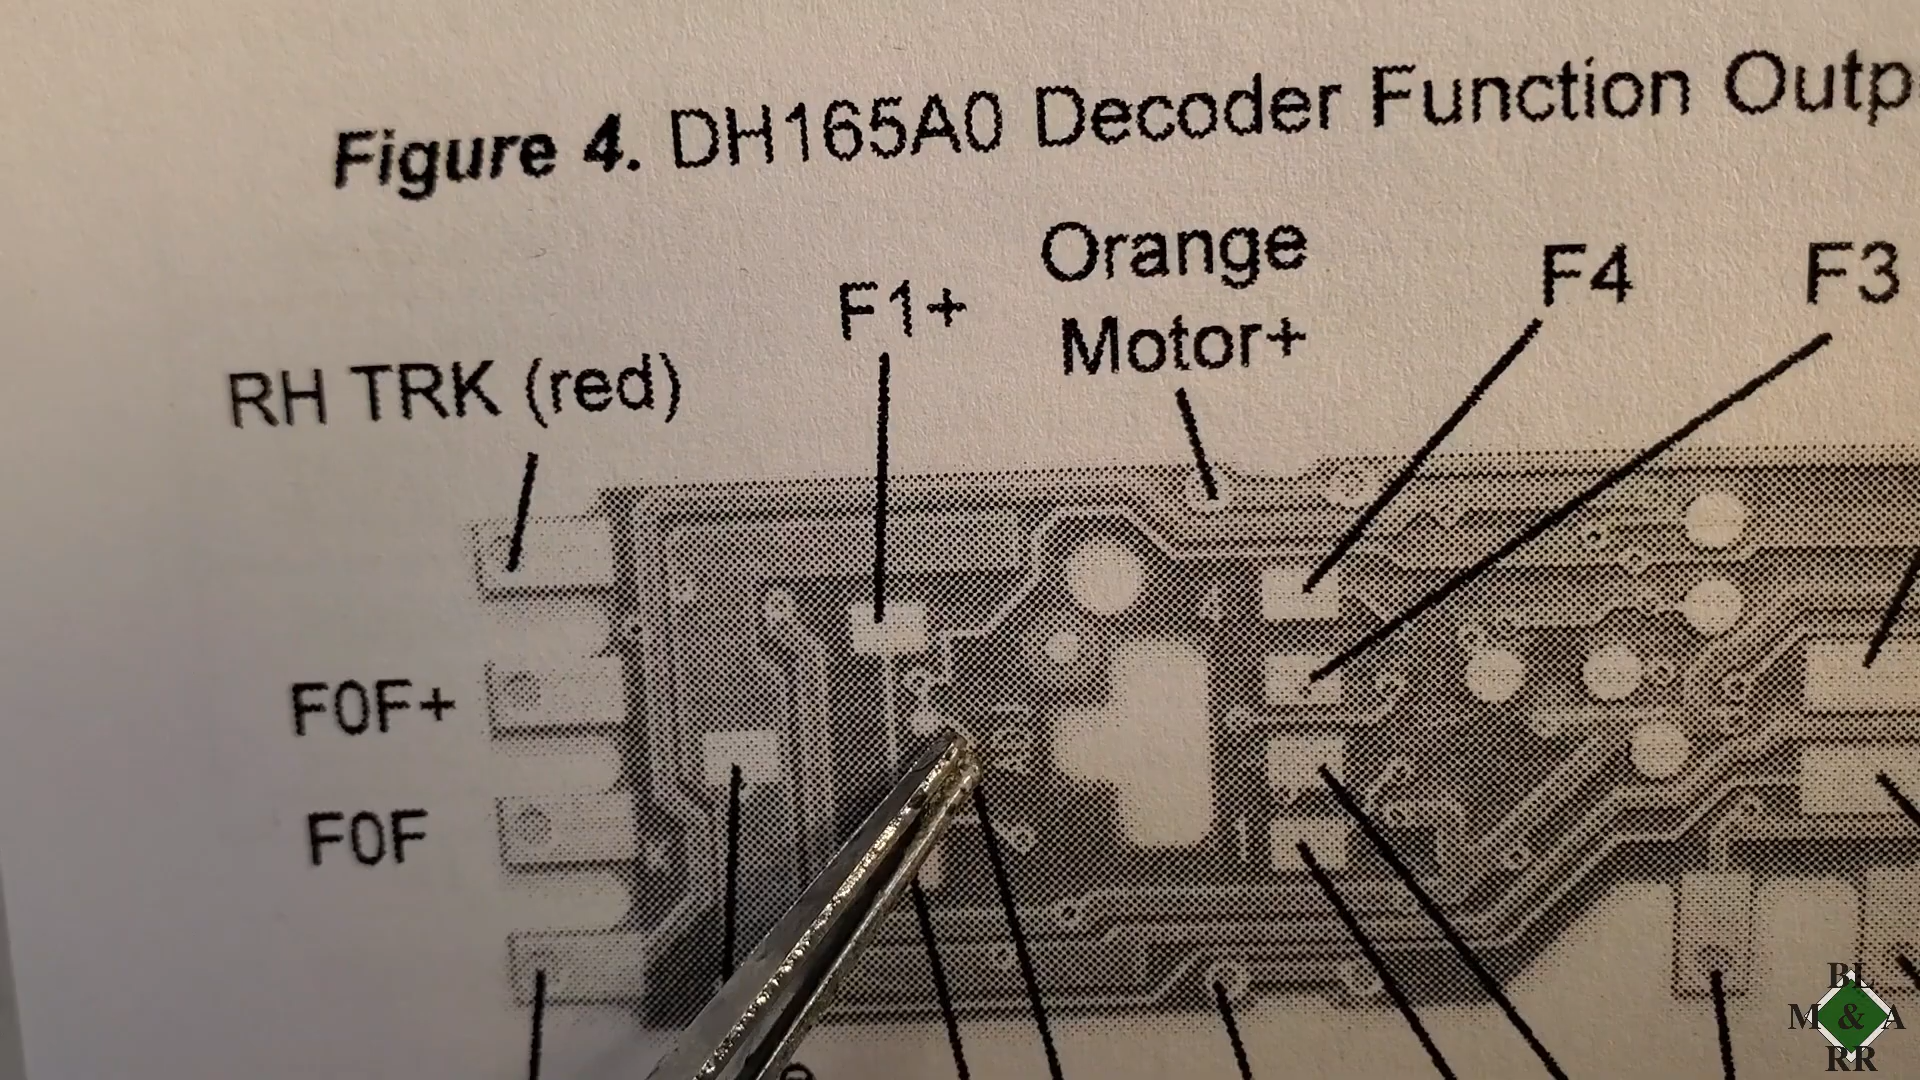 Figure 4. DH165A0 Decoder Function Outp
Orange
Motor+
F1+
F4
F3
RH TRK (red)
F0F+
F0F
BL
M & A
RR